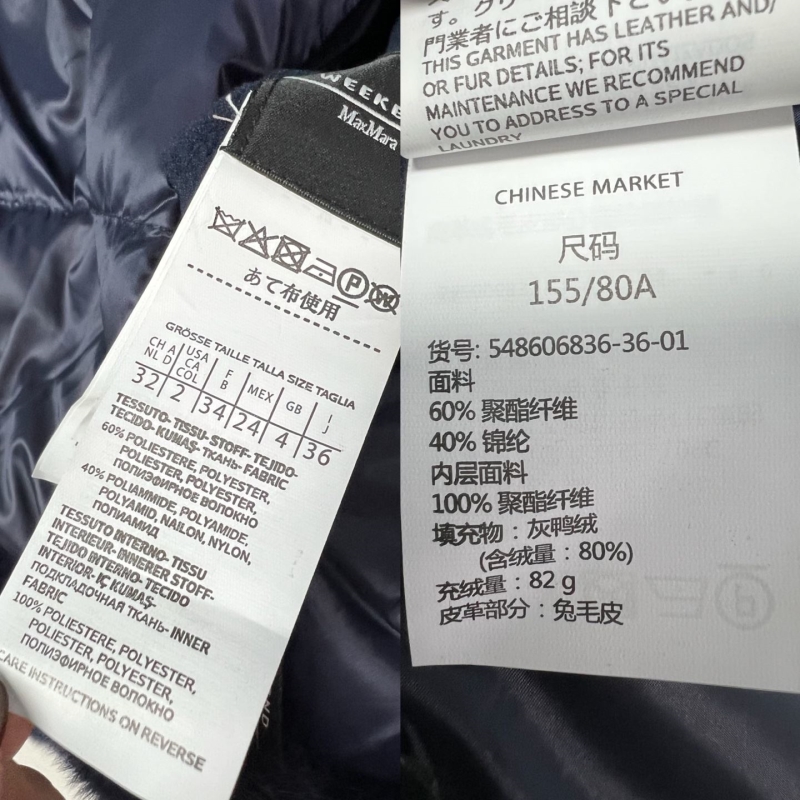 WEEKE
MaxMara
P
W
あて布使用
GRÖSSE TAILLE TALLA SIZE TAGLIA
CH A USA F MEX GB I
NL D CA B J
COL
32 2 34 24 4 36
TESSUTO- TISSU- STOFF- TEJIDO-
TECIDO- KUMAŞ- ТКАНЬ- FABRIC
60% POLIESTERE, POLYESTER,
POLIESTER, POLYESTER,
ПОЛИЭФИРНОЕ ВОЛОКНО
40% POLIAMMIDE, POLYAMIDE,
POLYAMID, NAILON, NYLON,
ПОЛИАМИД
TESSUTO INTERNO- TISSU
INTERIEUR- INNERER STOFF-
TEJIDO INTERNO- TECIDO
INTERIOR- IÇ KUMAŞ-
ПОДКЛАДОЧНАЯ ТКАНЬ- INNER
FABRIC
100% POLIESTERE, POLYESTER,
POLIESTER, POLYESTER,
ПОЛИЭФИРНОЕ ВОЛОКНО
CARE INSTRUCTIONS ON REVERSE
門業者にご相談下さい
THIS GARMENT HAS LEATHER AND/
OR FUR DETAILS; FOR ITS
MAINTENANCE WE RECOMMEND
YOU TO ADDRESS TO A SPECIAL
LAUNDRY
CHINESE MARKET
尺码
155/80A
货号: 548606836-36-01
面料
60% 聚酯纤维
40% 锦纶
内层面料
100% 聚酯纤维
填充物：灰鸭绒
(含绒量：80%)
充绒量：82 g
皮革部分：兔毛皮